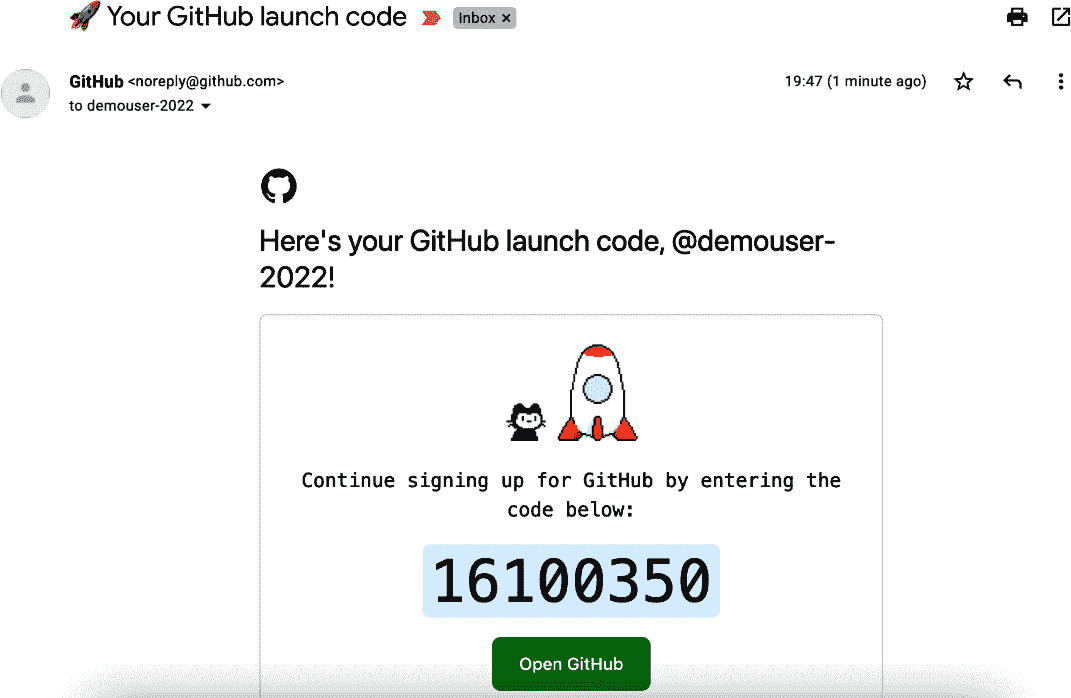 🚀 Your GitHub launch code Inbox ×
GitHub <noreply@github.com> 19:47 (1 minute ago)
to demouser-2022
Here's your GitHub launch code, @demouser-
2022!
Continue signing up for GitHub by entering the
code below:
16100350
Open GitHub